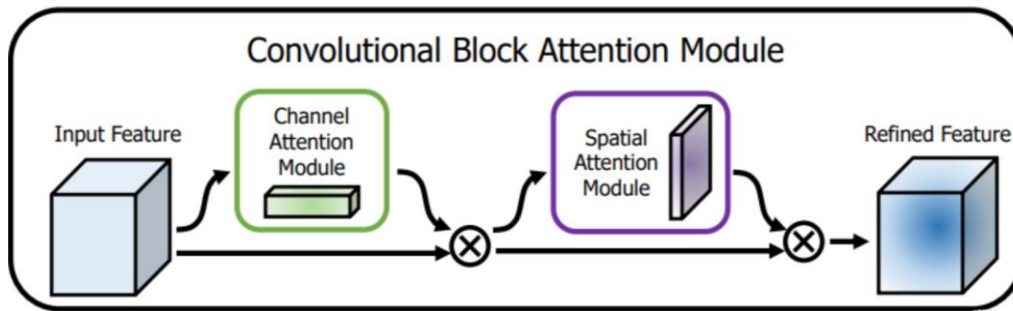 Convolutional Block Attention Module
Input Feature
Channel
Attention
Module
Spatial
Attention
Module
Refined Feature